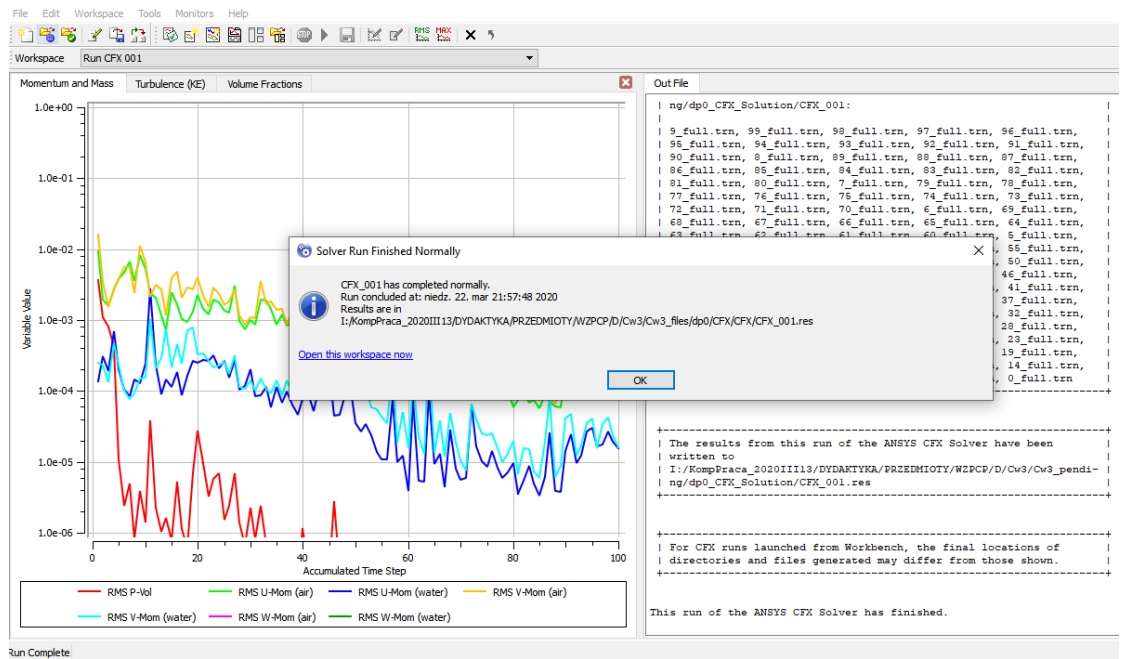 File Edit Workspace Tools Monitors Help
RMS MAX
Workspace Run CFX 001
Momentum and Mass Turbulence (KE) Volume Fractions
Out File
1.0e+00
1.0e-01
1.0e-02
1.0e-03
1.0e-04
1.0e-05
1.0e-06
Variable Value
0 20 40 60 80 100
Accumulated Time Step
RMS P-Vol RMS U-Mom (air) RMS U-Mom (water) RMS V-Mom (air)
RMS V-Mom (water) RMS W-Mom (air) RMS W-Mom (water)
Solver Run Finished Normally
CFX_001 has completed normally.
Run concluded at: niedz. 22. mar 21:57:48 2020
Results are in
I:/KompPraca_2020III13/DYDAKTYKA/PRZEDMIOTY/WZPCP/D/Cw3/Cw3_files/dp0/CFX/CFX/CFX_001.res
Open this workspace now
OK
| ng/dp0_CFX_Solution/CFX_001: |
| |
| 9_full.trn, 99_full.trn, 98_full.trn, 97_full.trn, 96_full.trn, |
| 95_full.trn, 94_full.trn, 93_full.trn, 92_full.trn, 91_full.trn, |
| 90_full.trn, 8_full.trn, 89_full.trn, 88_full.trn, 87_full.trn, |
| 86_full.trn, 85_full.trn, 84_full.trn, 83_full.trn, 82_full.trn, |
| 81_full.trn, 80_full.trn, 7_full.trn, 79_full.trn, 78_full.trn, |
| 77_full.trn, 76_full.trn, 75_full.trn, 74_full.trn, 73_full.trn, |
| 72_full.trn, 71_full.trn, 70_full.trn, 6_full.trn, 69_full.trn, |
| 68_full.trn, 67_full.trn, 66_full.trn, 65_full.trn, 64_full.trn, |
| 63_full.trn, 62_full.trn, 61_full.trn, 60_full.trn, 5_full.trn, |
55_full.trn, |
50_full.trn, |
46_full.trn, |
41_full.trn, |
37_full.trn, |
32_full.trn, |
28_full.trn, |
23_full.trn, |
19_full.trn, |
14_full.trn, |
, 0_full.trn |
| The results from this run of the ANSYS CFX Solver have been |
| written to |
| I:/KompPraca_2020III13/DYDAKTYKA/PRZEDMIOTY/WZPCP/D/Cw3/Cw3_pendi- |
| ng/dp0_CFX_Solution/CFX_001.res |
| For CFX runs launched from Workbench, the final locations of |
| directories and files generated may differ from those shown. |
This run of the ANSYS CFX Solver has finished.
Run Complete